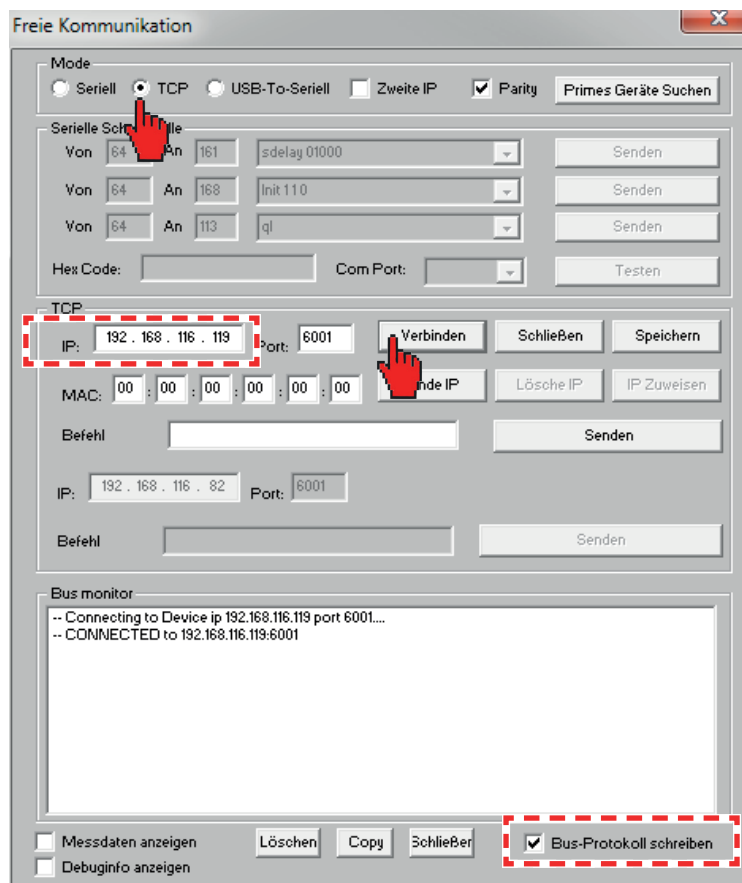 Freie Kommunikation
Mode
Seriell TCP USB-To-Seriell Zweite IP Parity Primes Geräte Suchen
Serielle
Von 64 An 161 sdelay 01000 Senden
Von 64 An 168 Init 110 Senden
Von 64 An 113 ql Senden
Hex Code: Com Port: Testen
TCP
IP: 192 . 168 . 116 . 119 Port: 6001 Verbinden Schließen Speichern
MAC: 00 : 00 : 00 : 00 : 00 : 00 IP Lösche IP IP Zuweisen
Befehl Senden
IP: 192 . 168 . 116 . 82 Port: 6001
Befehl Senden
Bus monitor
-- Connecting to Device ip 192.168.116.119 port 6001....
-- CONNECTED to 192.168.116.119:6001
Messdaten anzeigen Löschen Copy Schließer Bus-Protokoll schreiben
Debuginfo anzeigen